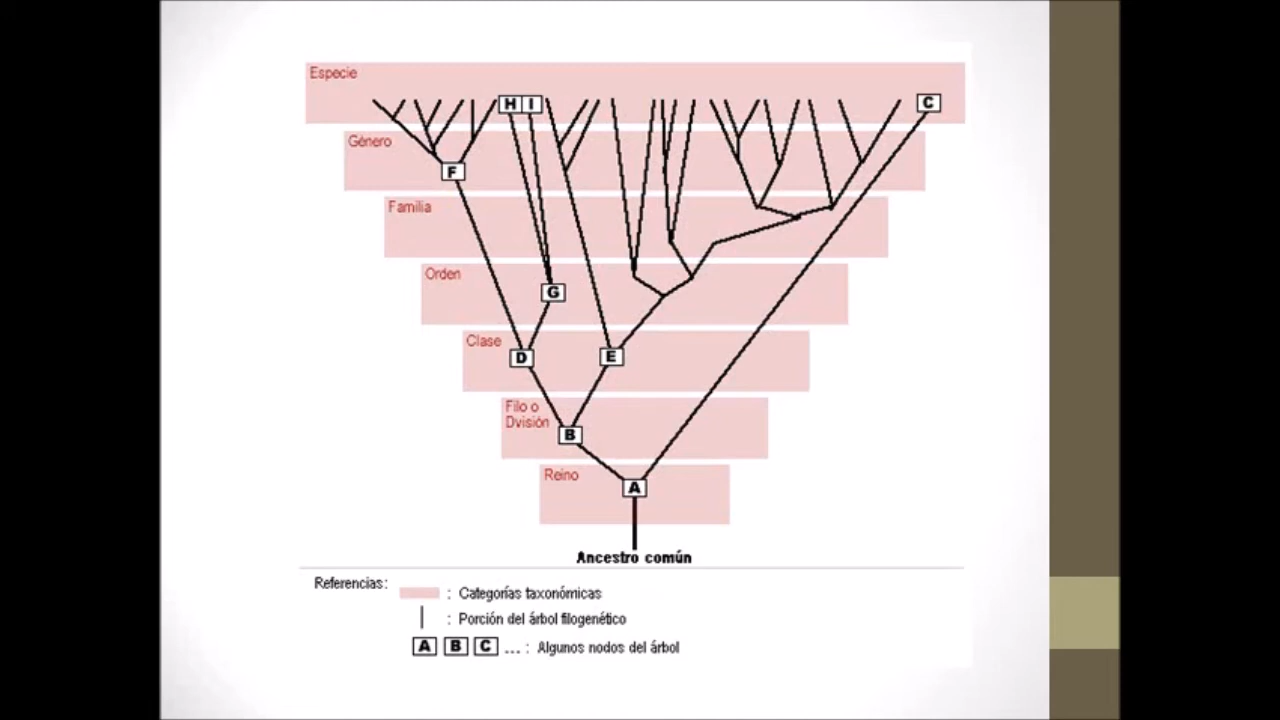 Especie
H I
C
Género
F
Familia
Orden
G
Clase
D
E
Filo o
Dvisión
B
Reino
A
Ancestro común
Referencias:
: Categorías taxonómicas
: Porción del árbol filogenético
A B C ... : Algunos nodos del árbol